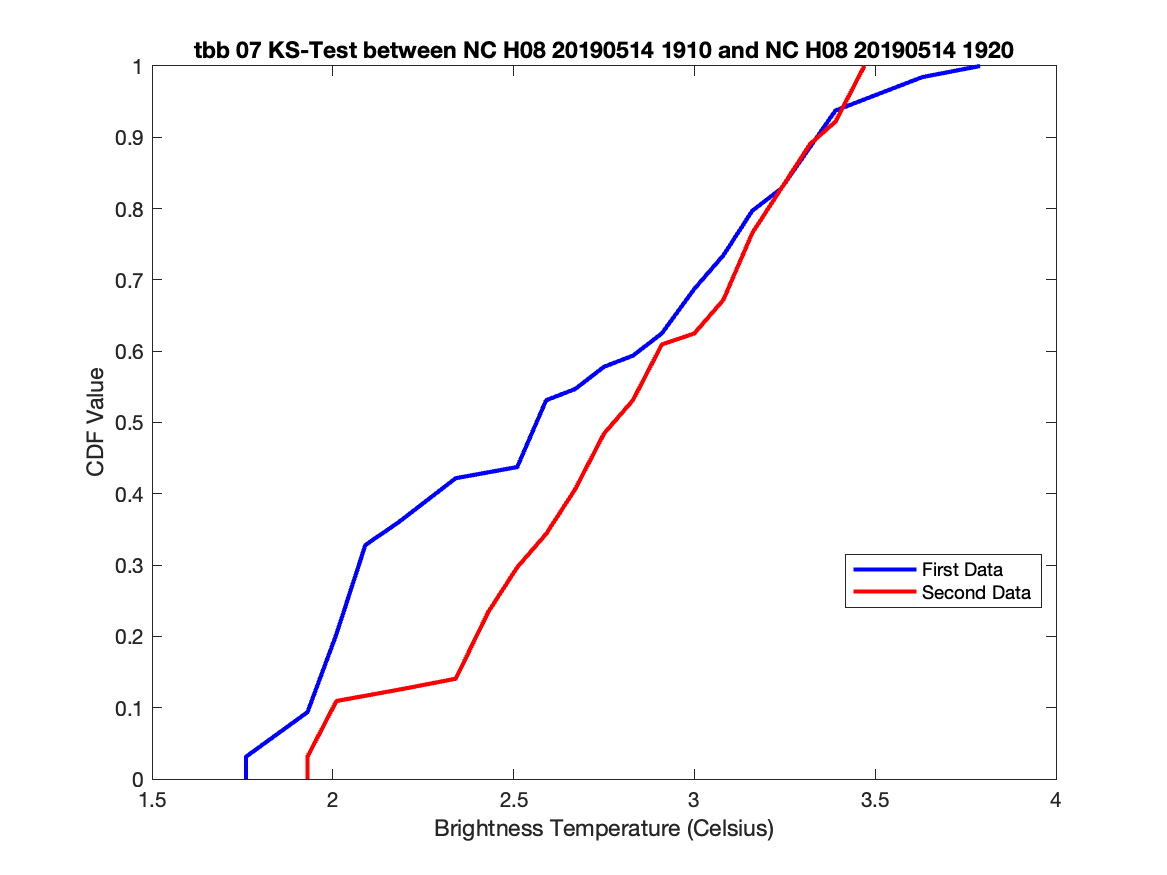 tbb 07 KS-Test between NC H08 20190514 1910 and NC H08 20190514 1920
1
0.9
0.8
0.7
0.6
0.5
0.4
0.3
0.2
0.1
0
CDF Value
First Data
Second Data
1.5 2 2.5 3 3.5 4
Brightness Temperature (Celsius)